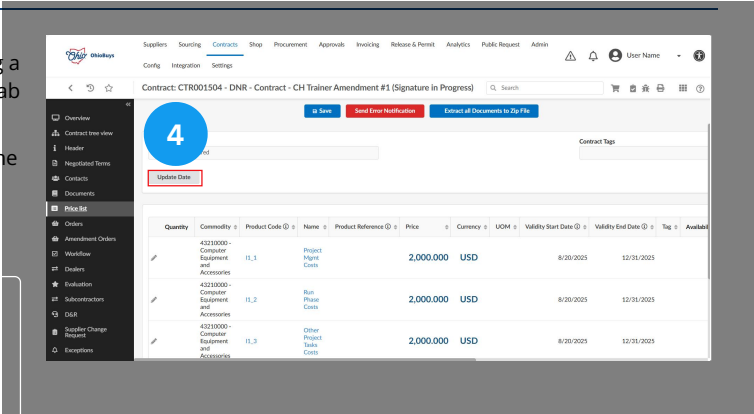 g a
ab
ne
Ohio OhioBuys
Suppliers Sourcing Contracts Shop Procurement Approvals Invoicing Release & Permit Analytics Public Request Admin
Config Integration Settings
User Name
Contract: CTR001504 - DNR - Contract - CH Trainer Amendment #1 (Signature in Progress)
Search
Save Send Error Notification Extract all Documents to Zip File
Overview
Contract tree view
Header
Negotiated Terms
Contacts
Documents
Price list
Orders
Amendment Orders
Workflow
Dealers
Evaluation
Subcontractors
D&R
Supplier Change
Request
Exceptions
4
Contract Tags
Update Date
Quantity Commodity Product Code Name Product Reference Price Currency UOM Validity Start Date Validity End Date Tag Availabil
43210000 -
Computer
Equipment
and
Accessories
I1_1
Project
Mgmt
Costs
2,000.000 USD 8/20/2025 12/31/2025
43210000 -
Computer
Equipment
and
Accessories
I1_2
Run
Phase
Costs
2,000.000 USD 8/20/2025 12/31/2025
43210000 -
Computer
Equipment
and
Accessories
I1_3
Other
Project
Tasks
Costs
2,000.000 USD 8/20/2025 12/31/2025